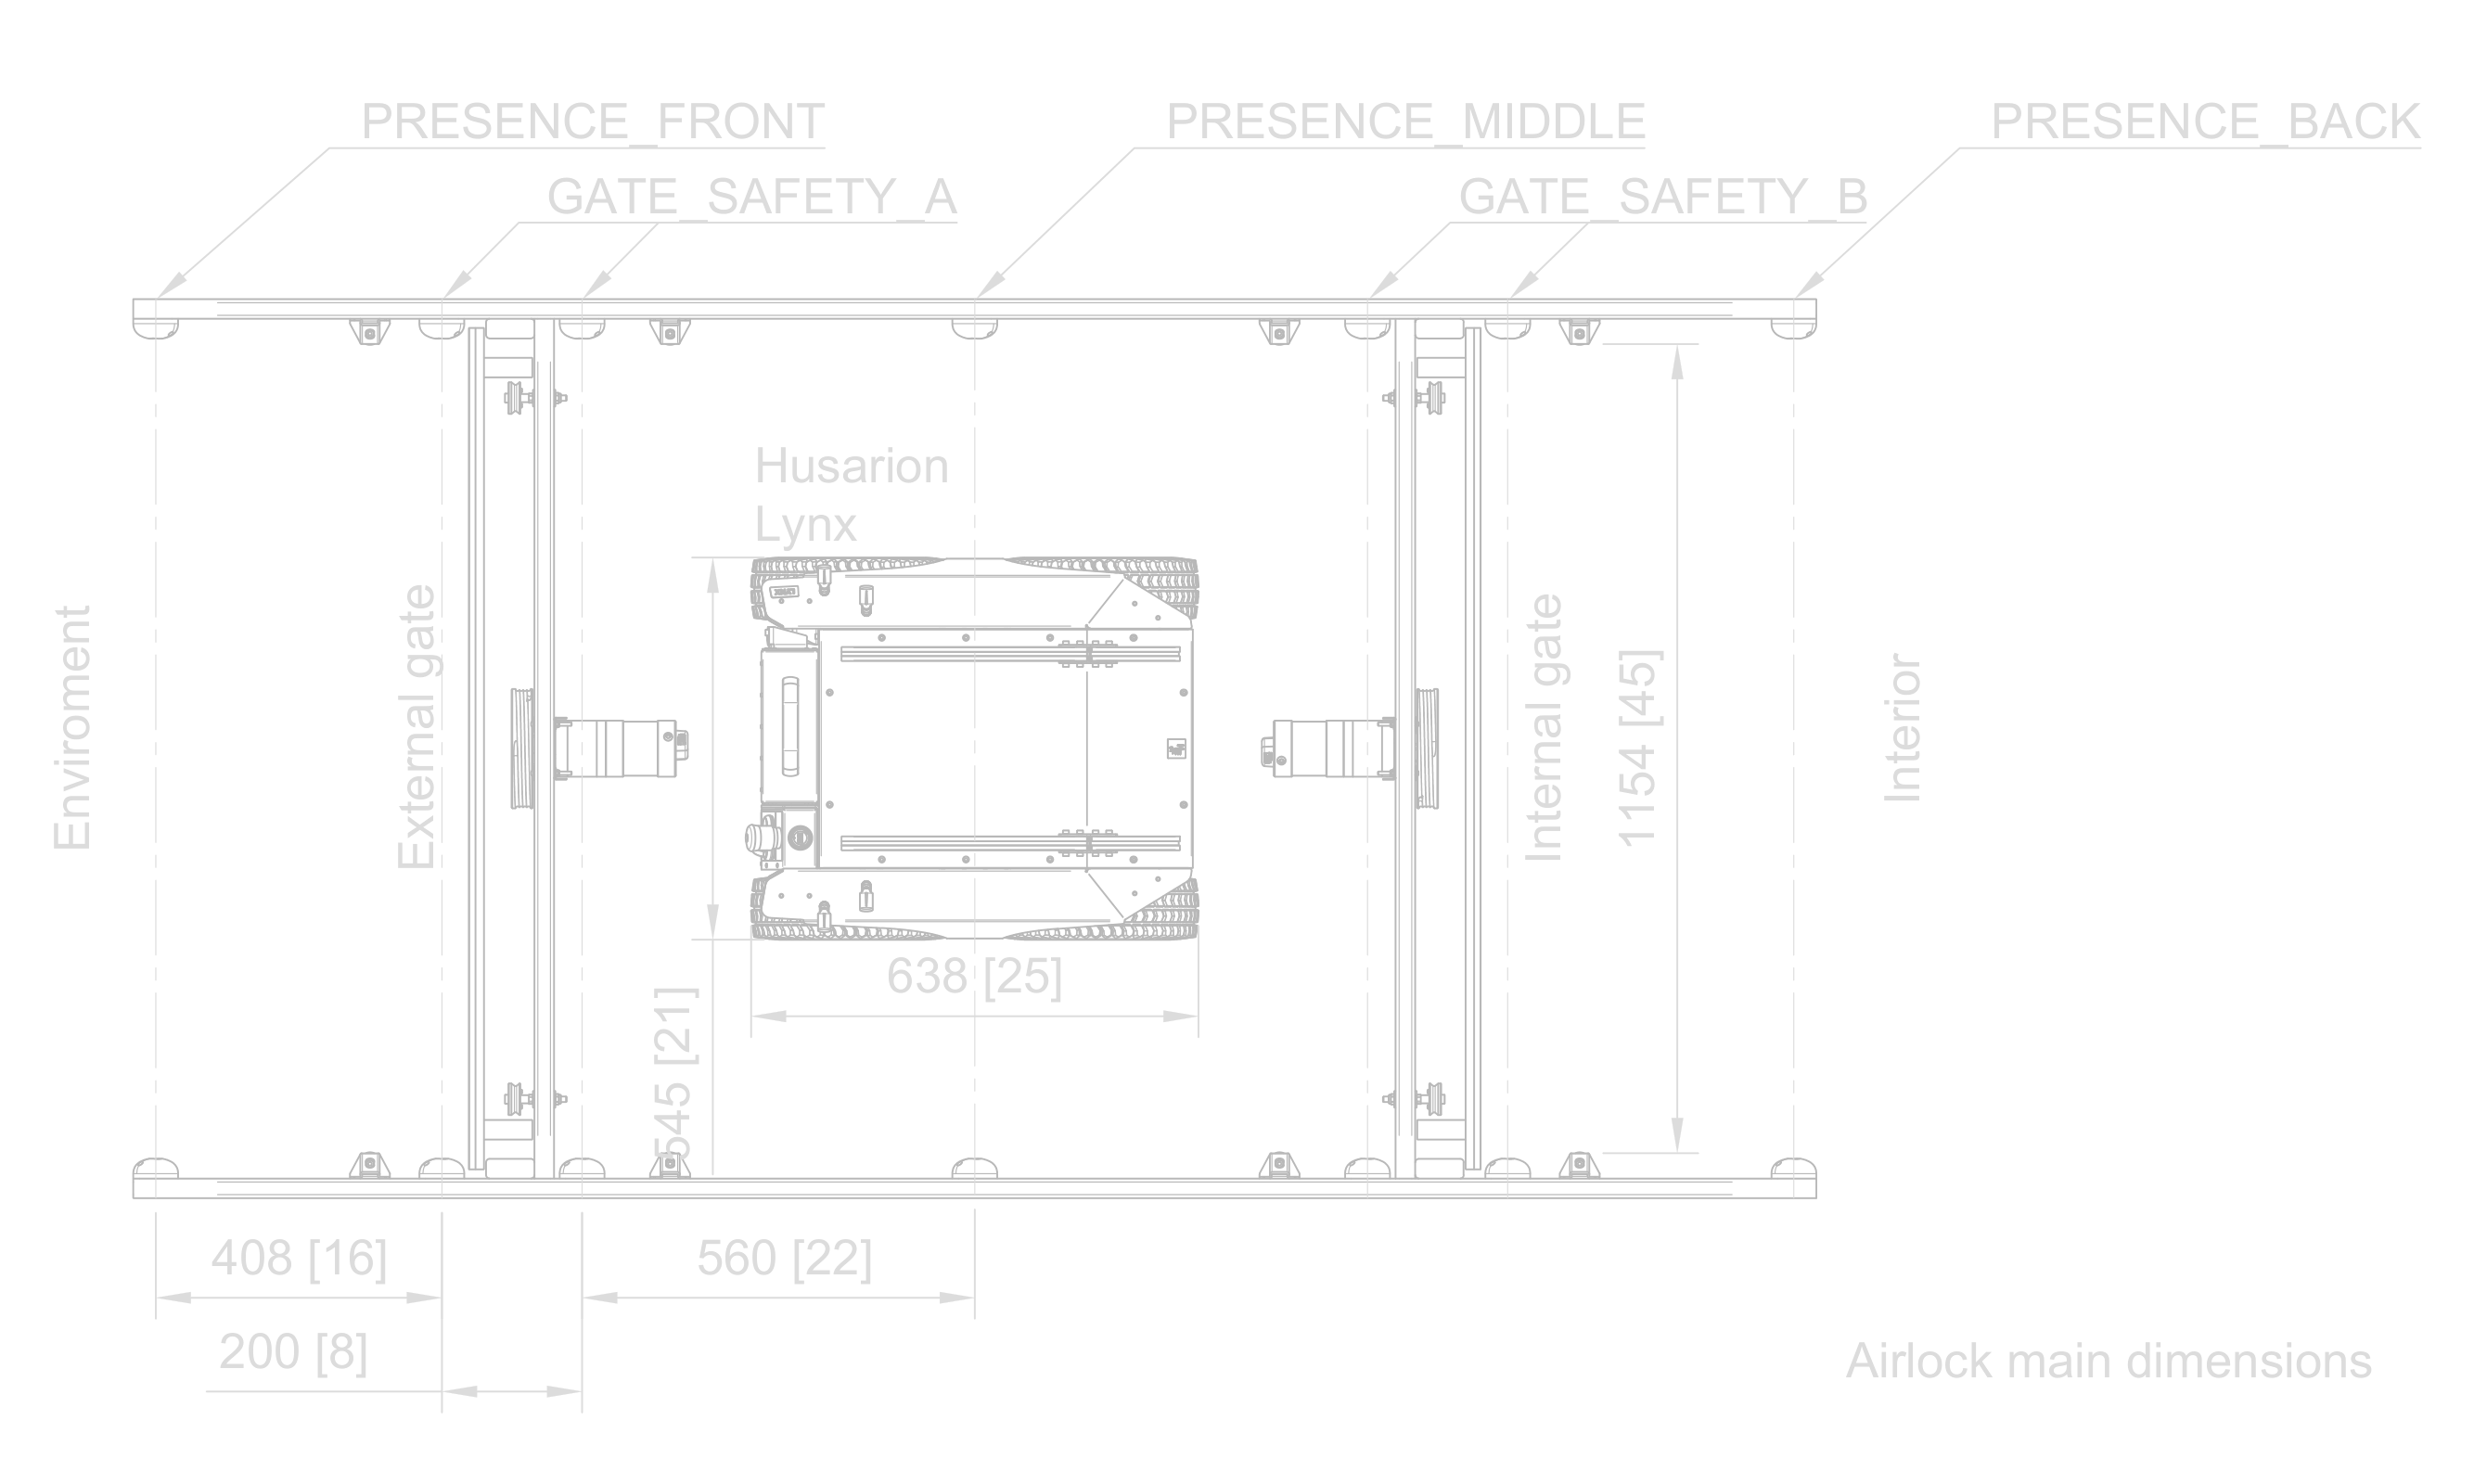 PRESENCE_FRONT
PRESENCE_MIDDLE
PRESENCE_BACK
GATE_SAFETY_A
GATE_SAFETY_B
Husarion
Lynx
Environment
External gate
Internal gate
1154 [45]
Interior
638 [25]
545 [21]
408 [16]
560 [22]
200 [8]
Airlock main dimensions